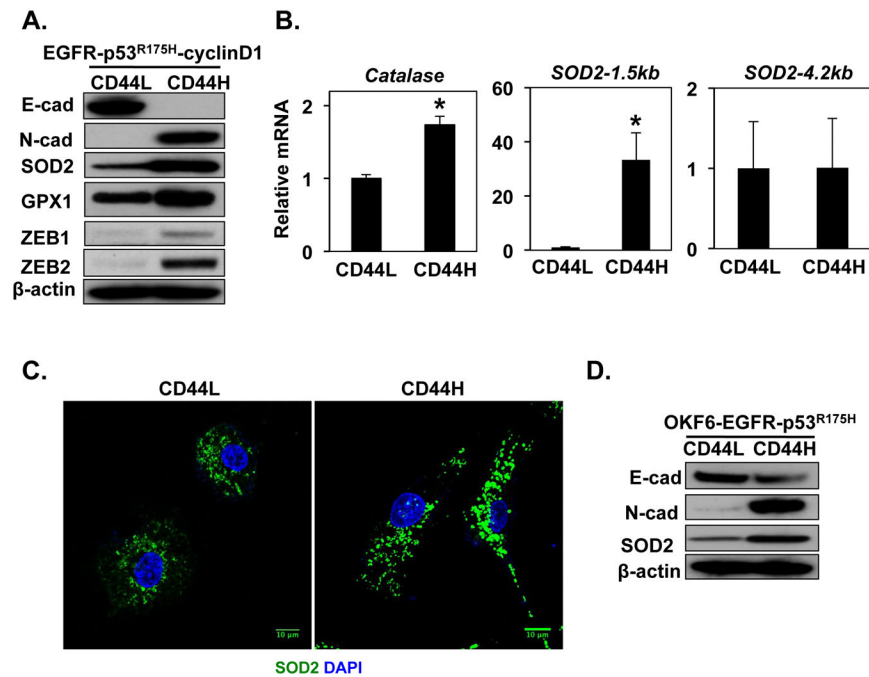 A.
EGFR-p53R175H-cyclinD1
CD44L CD44H
E-cad
N-cad
SOD2
GPX1
ZEB1
ZEB2
β-actin
B.
Relative mRNA
Catalase
2
1
0
*
CD44L CD44H
SOD2-1.5kb
60
40
20
0
*
CD44L CD44H
SOD2-4.2kb
2
1
0
CD44L CD44H
C.
CD44L
10 µm
CD44H
10 µm
SOD2 DAPI
D.
OKF6-EGFR-p53R175H
CD44L CD44H
E-cad
N-cad
SOD2
β-actin